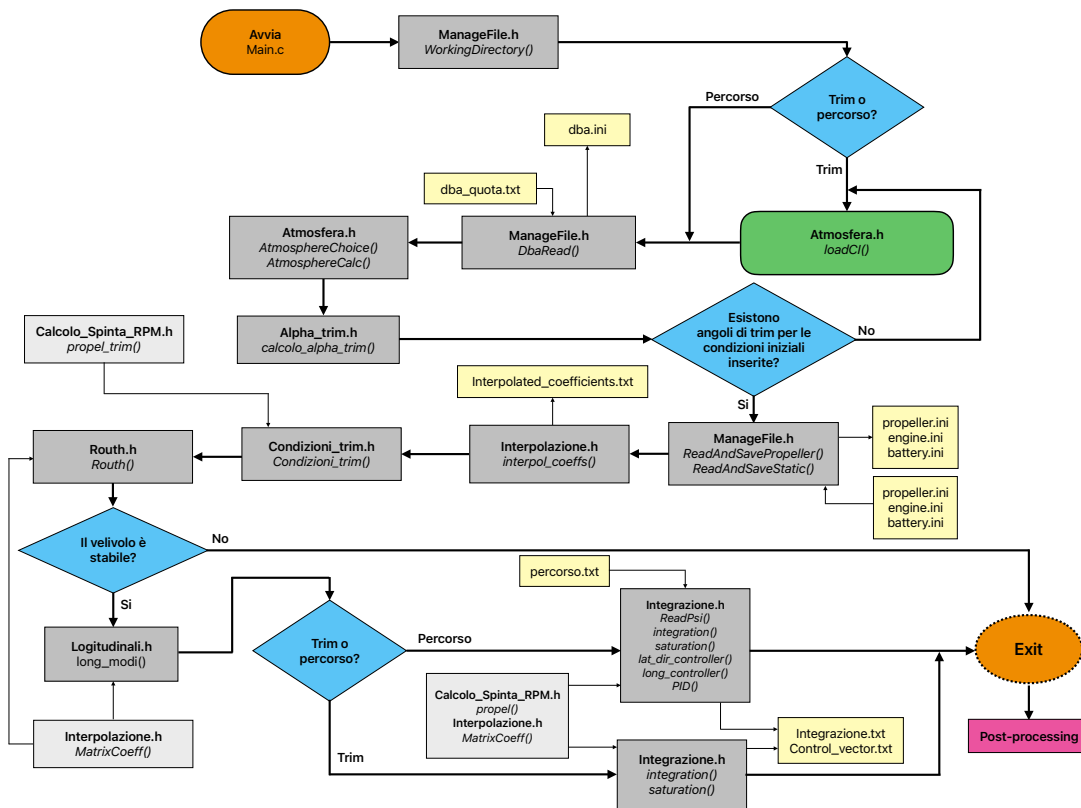 Avvia
Main.c
ManageFile.h
WorkingDirectory()
Trim o
percorso?
Percorso
Trim
dba.ini
dba_quota.txt
Atmosfera.h
AtmosphereChoice()
AtmosphereCalc()
ManageFile.h
DbaRead()
Atmosfera.h
loadCI()
Calcolo_Spinta_RPM.h
propel_trim()
Alpha_trim.h
calcolo_alpha_trim()
Esistono
angoli di trim per le
condizioni iniziali
inserite?
No
Si
Interpolated_coefficients.txt
Routh.h
Routh()
Condizioni_trim.h
Condizioni_trim()
Interpolazione.h
interpol_coeffs()
ManageFile.h
ReadAndSavePropeller()
ReadAndSaveStatic()
propeller.ini
engine.ini
battery.ini
propeller.ini
engine.ini
battery.ini
Il velivolo è
stabile?
No
Si
percorso.txt
Logitudinali.h
long_modi()
Trim o
percorso?
Percorso
Trim
Integrazione.h
ReadPsi()
integration()
saturation()
lat_dir_controller()
long_controller()
PID()
Exit
Calcolo_Spinta_RPM.h
propel()
Interpolazione.h
MatrixCoeff()
Interpolazione.h
MatrixCoeff()
Integrazione.txt
Control_vector.txt
Post-processing
Integrazione.h
integration()
saturation()